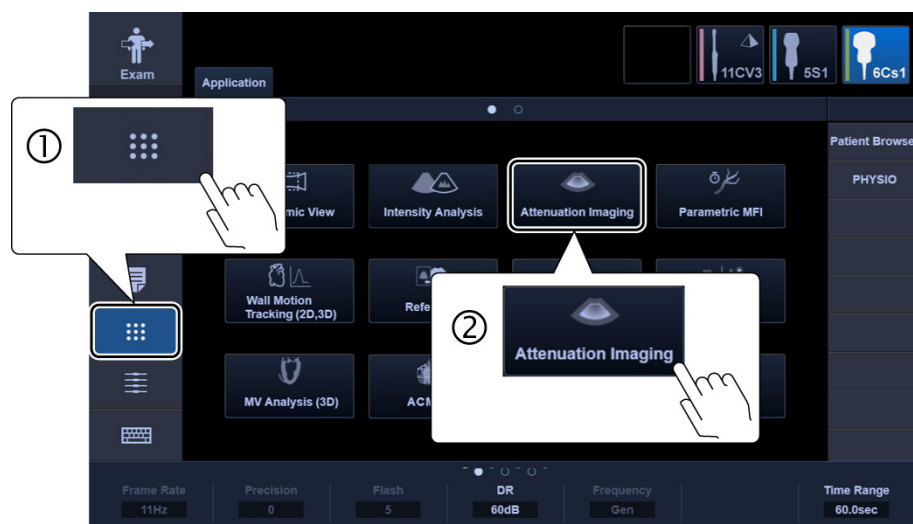 Exam
Application
11CV3
5S1
6Cs1
①
Patient Browse
PHYSIO
mic View
Intensity Analysis
Attenuation Imaging
Parametric MFI
Wall Motion
Tracking (2D,3D)
Refe
②
Attenuation Imaging
MV Analysis (3D)
ACM
Frame Rate
Precision
Flash
DR
Frequency
Time Range
11Hz
0
5
60dB
Gen
60.0sec